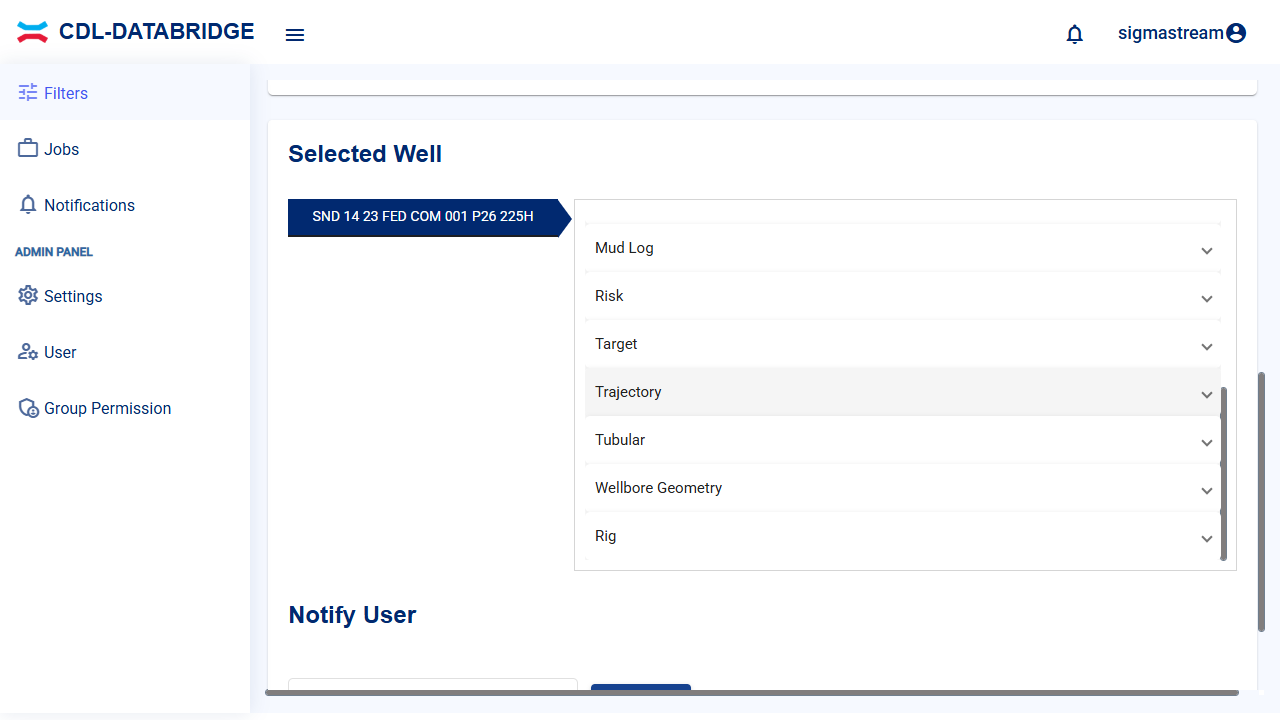 CDL-DATABRIDGE
sigmastream
Filters
Jobs
Notifications
ADMIN PANEL
Settings
User
Group Permission
Selected Well
SND 14 23 FED COM 001 P26 225H
Mud Log
Risk
Target
Trajectory
Tubular
Wellbore Geometry
Rig
Notify User